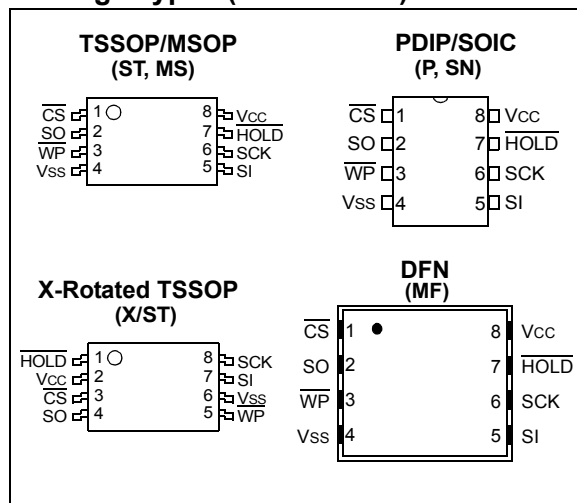 TSSOP/MSOP
(ST, MS)
CS 1 8 VCC
SO 2 7 HOLD
WP 3 6 SCK
VSS 4 5 SI
PDIP/SOIC
(P, SN)
CS 1 8 VCC
SO 2 7 HOLD
WP 3 6 SCK
VSS 4 5 SI
X-Rotated TSSOP
(X/ST)
HOLD 1 8 SCK
VCC 2 7 SI
CS 3 6 VSS
SO 4 5 WP
DFN
(MF)
CS 1 8 VCC
SO 2 7 HOLD
WP 3 6 SCK
VSS 4 5 SI